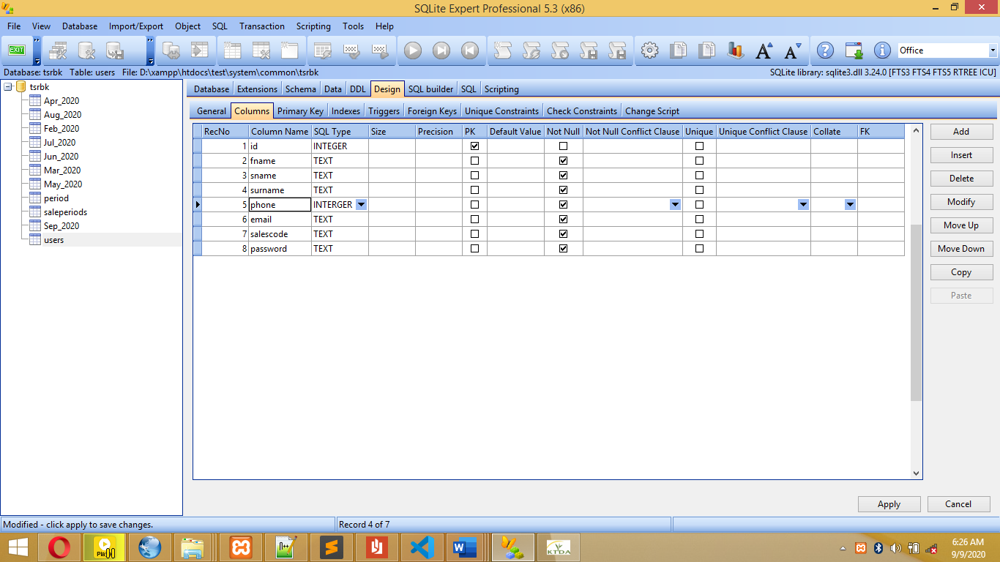 SQLite Expert Professional 5.3 (x86)
File View Database Import/Export Object SQL Transaction Scripting Tools Help
EXIT Office
Database: tsrbk Table: users File: D:\xampp\htdocs\test\system\common\tsrbk SQLite library: sqlite3.dll 3.24.0 [FTS3 FTS4 FTS5 RTREE ICU]
tsrbk
Apr_2020
Aug_2020
Feb_2020
Jul_2020
Jun_2020
Mar_2020
May_2020
period
saleperiods
Sep_2020
users
Database Extensions Schema Data DDL Design SQL builder SQL Scripting
General Columns Primary Key Indexes Triggers Foreign Keys Unique Constraints Check Constraints Change Script
RecNo Column Name SQL Type Size Precision PK Default Value Not Null Not Null Conflict Clause Unique Unique Conflict Clause Collate FK
1 id INTEGER
2 fname TEXT
3 sname TEXT
4 surname TEXT
5 phone INTERGER
6 email TEXT
7 salescode TEXT
8 password TEXT
Add
Insert
Delete
Modify
Move Up
Move Down
Copy
Paste
Apply Cancel
Modified - click apply to save changes. Record 4 of 7
KTDA
6:26 AM
9/9/2020